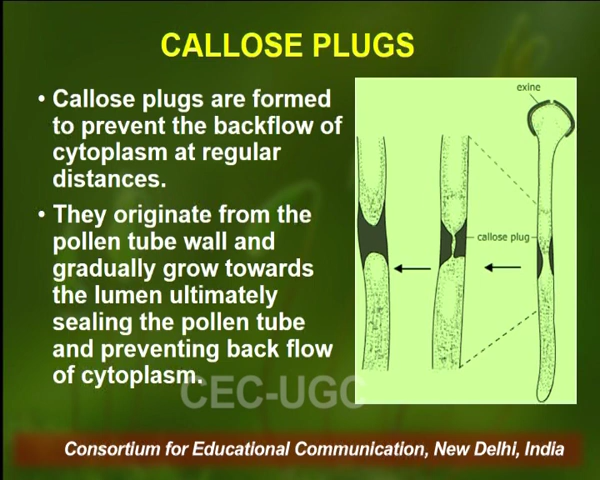 CALLOSE PLUGS
• Callose plugs are formed
to prevent the backflow of
cytoplasm at regular
distances.
• They originate from the
pollen tube wall and
gradually grow towards
the lumen ultimately
sealing the pollen tube
and preventing back flow
of cytoplasm.
exine
callose plug
CEC-UGC
Consortium for Educational Communication, New Delhi, India